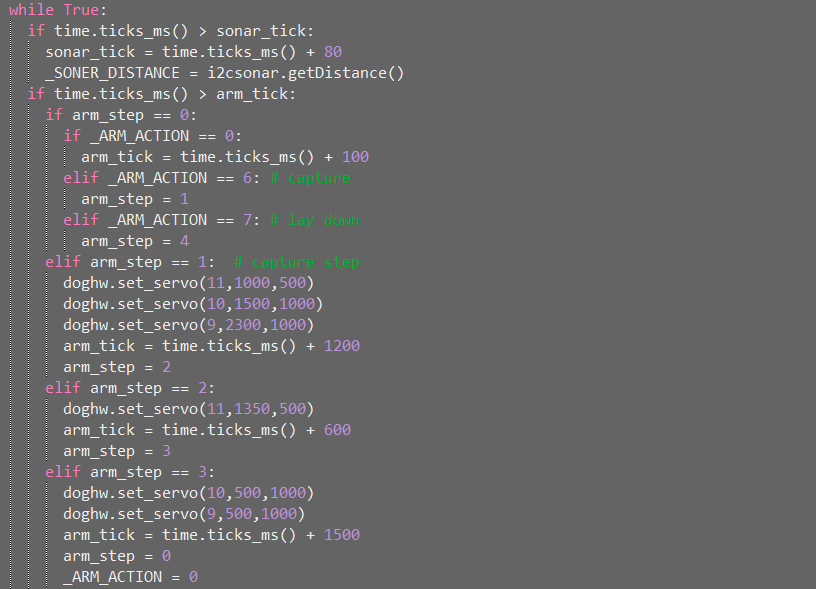 while True:
if time.ticks_ms() > sonar_tick:
sonar_tick = time.ticks_ms() + 80
_SONER_DISTANCE = i2csonar.getDistance()
if time.ticks_ms() > arm_tick:
if arm_step == 0:
if _ARM_ACTION == 0:
arm_tick = time.ticks_ms() + 100
elif _ARM_ACTION == 6: # capture
arm_step = 1
elif _ARM_ACTION == 7: # lay down
arm_step = 4
elif arm_step == 1:  # capture step
doghw.set_servo(11,1000,500)
doghw.set_servo(10,1500,1000)
doghw.set_servo(9,2300,1000)
arm_tick = time.ticks_ms() + 1200
arm_step = 2
elif arm_step == 2:
doghw.set_servo(11,1350,500)
arm_tick = time.ticks_ms() + 600
arm_step = 3
elif arm_step == 3:
doghw.set_servo(10,500,1000)
doghw.set_servo(9,500,1000)
arm_tick = time.ticks_ms() + 1500
arm_step = 0
_ARM_ACTION = 0